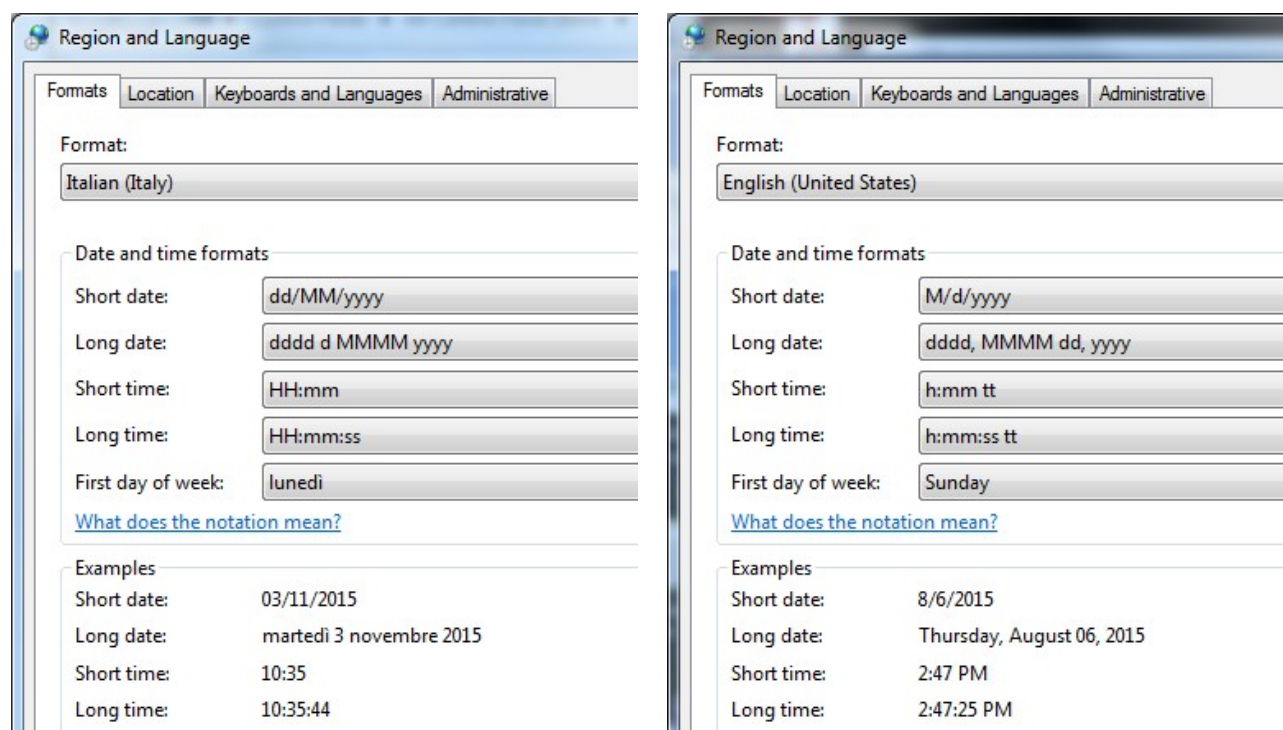 Region and Language
Formats Location Keyboards and Languages Administrative
Format:
Italian (Italy)
Date and time formats
Short date: dd/MM/yyyy
Long date: dddd d MMMM yyyy
Short time: HH:mm
Long time: HH:mm:ss
First day of week: lunedì
What does the notation mean?
Examples
Short date: 03/11/2015
Long date: martedì 3 novembre 2015
Short time: 10:35
Long time: 10:35:44
Region and Language
Formats Location Keyboards and Languages Administrative
Format:
English (United States)
Date and time formats
Short date: M/d/yyyy
Long date: dddd, MMMM dd, yyyy
Short time: h:mm tt
Long time: h:mm:ss tt
First day of week: Sunday
What does the notation mean?
Examples
Short date: 8/6/2015
Long date: Thursday, August 06, 2015
Short time: 2:47 PM
Long time: 2:47:25 PM